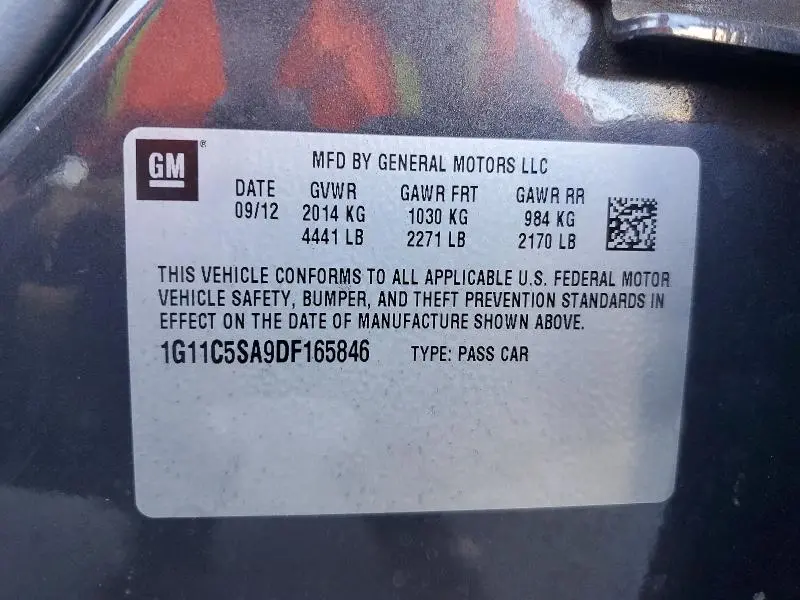 GM®
MFD BY GENERAL MOTORS LLC
DATE GVWR GAWR FRT GAWR RR
09/12 2014 KG 1030 KG 984 KG
4441 LB 2271 LB 2170 LB
THIS VEHICLE CONFORMS TO ALL APPLICABLE U.S. FEDERAL MOTOR
VEHICLE SAFETY, BUMPER, AND THEFT PREVENTION STANDARDS IN
EFFECT ON THE DATE OF MANUFACTURE SHOWN ABOVE.
1G11C5SA9DF165846 TYPE: PASS CAR